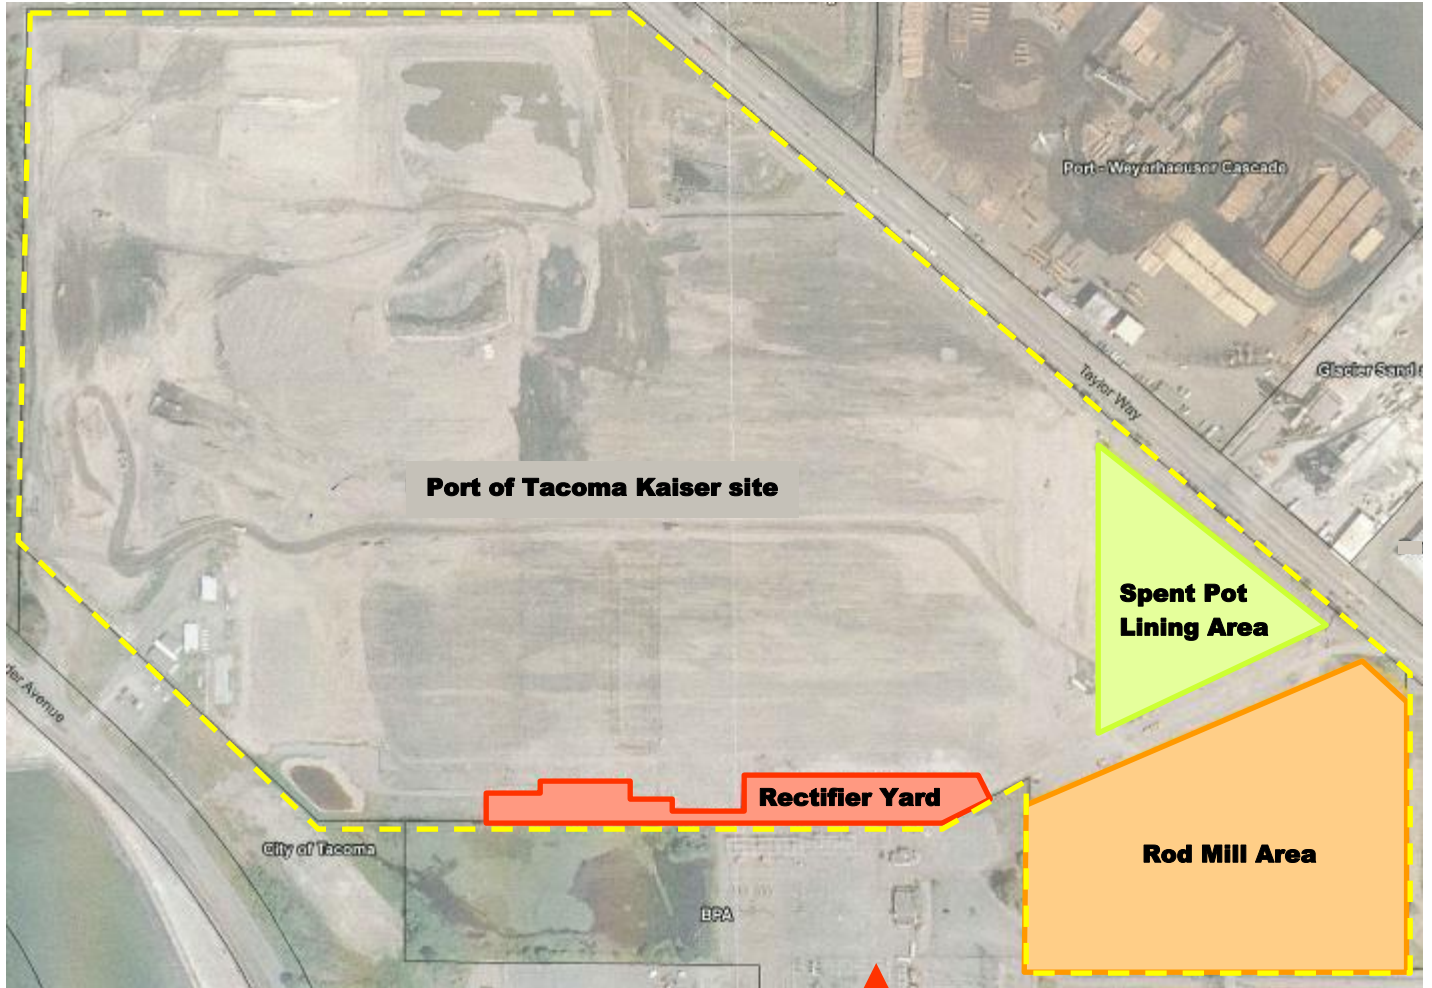 Port - Weyerhaeuser Cascade
Glacier Sand
Taylor Way
Port of Tacoma Kaiser site
Spent Pot
Lining Area
Avenue
Rectifier Yard
City of Tacoma
Rod Mill Area
BPA